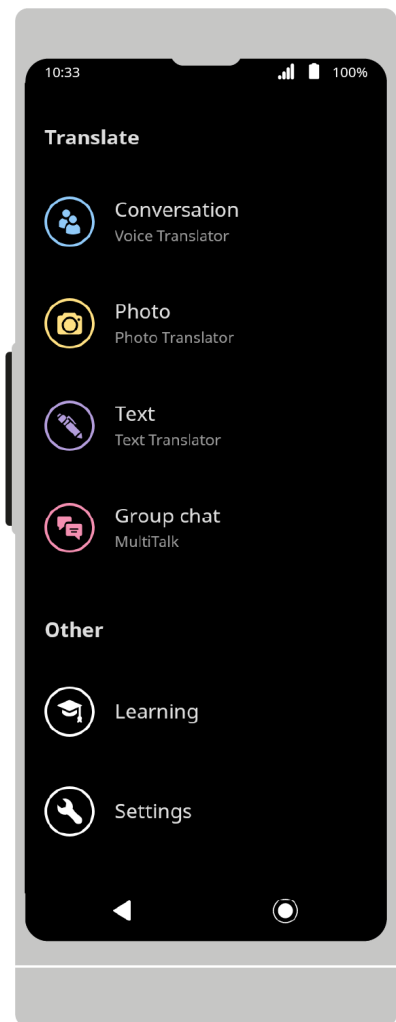 10:33 100%
Translate
Conversation
Voice Translator
Photo
Photo Translator
Text
Text Translator
Group chat
MultiTalk
Other
Learning
Settings